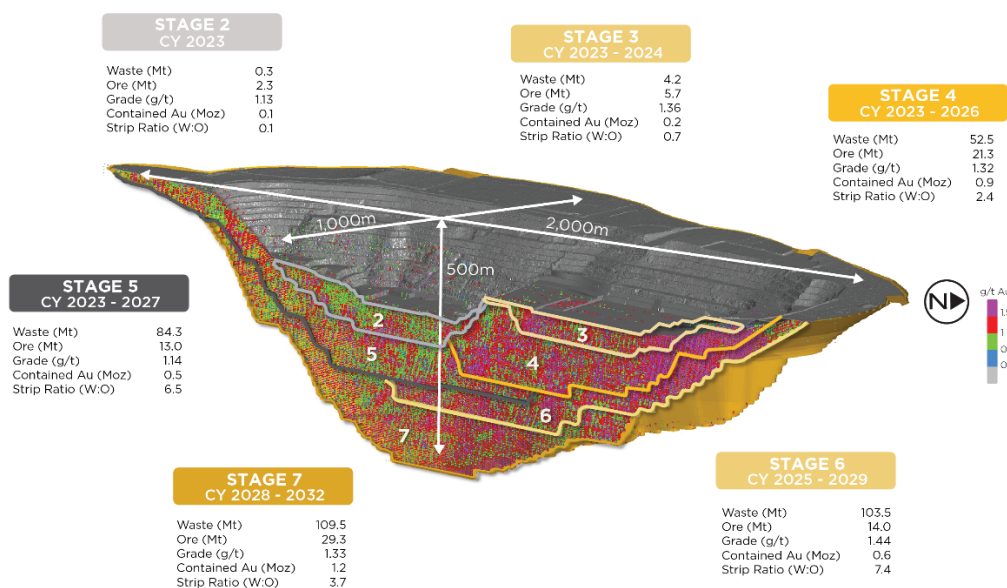 STAGE 2
CY 2023
Waste (Mt) 0.3
Ore (Mt) 2.3
Grade (g/t) 1.13
Contained Au (Moz) 0.1
Strip Ratio (W:O) 0.1
STAGE 3
CY 2023 - 2024
Waste (Mt) 4.2
Ore (Mt) 5.7
Grade (g/t) 1.36
Contained Au (Moz) 0.2
Strip Ratio (W:O) 0.7
STAGE 4
CY 2023 - 2026
Waste (Mt) 52.5
Ore (Mt) 21.3
Grade (g/t) 1.32
Contained Au (Moz) 0.9
Strip Ratio (W:O) 2.4
1,000m
2,000m
500m
STAGE 5
CY 2023 - 2027
Waste (Mt) 84.3
Ore (Mt) 13.0
Grade (g/t) 1.14
Contained Au (Moz) 0.5
Strip Ratio (W:O) 6.5
N
g/t Au
1
2
3
5
4
6
7
STAGE 7
CY 2028 - 2032
Waste (Mt) 109.5
Ore (Mt) 29.3
Grade (g/t) 1.33
Contained Au (Moz) 1.2
Strip Ratio (W:O) 3.7
STAGE 6
CY 2025 - 2029
Waste (Mt) 103.5
Ore (Mt) 14.0
Grade (g/t) 1.44
Contained Au (Moz) 0.6
Strip Ratio (W:O) 7.4